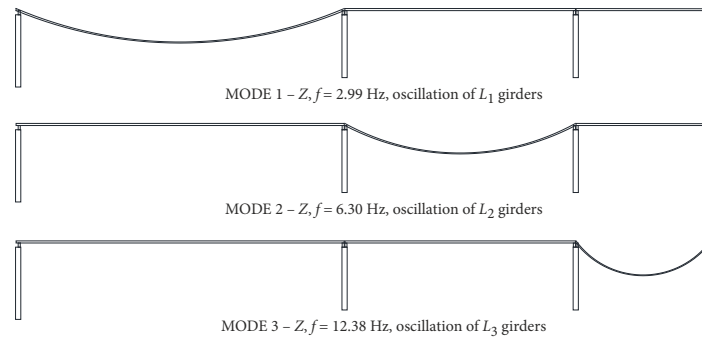 MODE 1 – Z, f = 2.99 Hz, oscillation of L1 girders
MODE 2 – Z, f = 6.30 Hz, oscillation of L2 girders
MODE 3 – Z, f = 12.38 Hz, oscillation of L3 girders